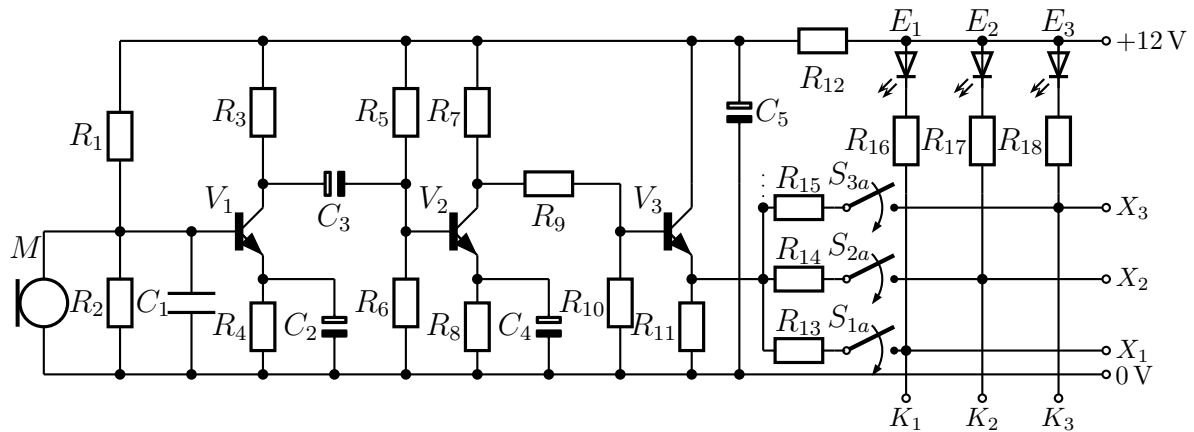 E1 E2 E3
+12 V
R1 R3 R5 R7 C5 R12
R16 R17 R18
C3 R9 R15 S3a
V1 V2 V3 X3
M
R14 S2a
X2
R2 C1 R4 C2 R6 R8 C4 R10 R11
R13 S1a
X1
0 V
K1 K2 K3